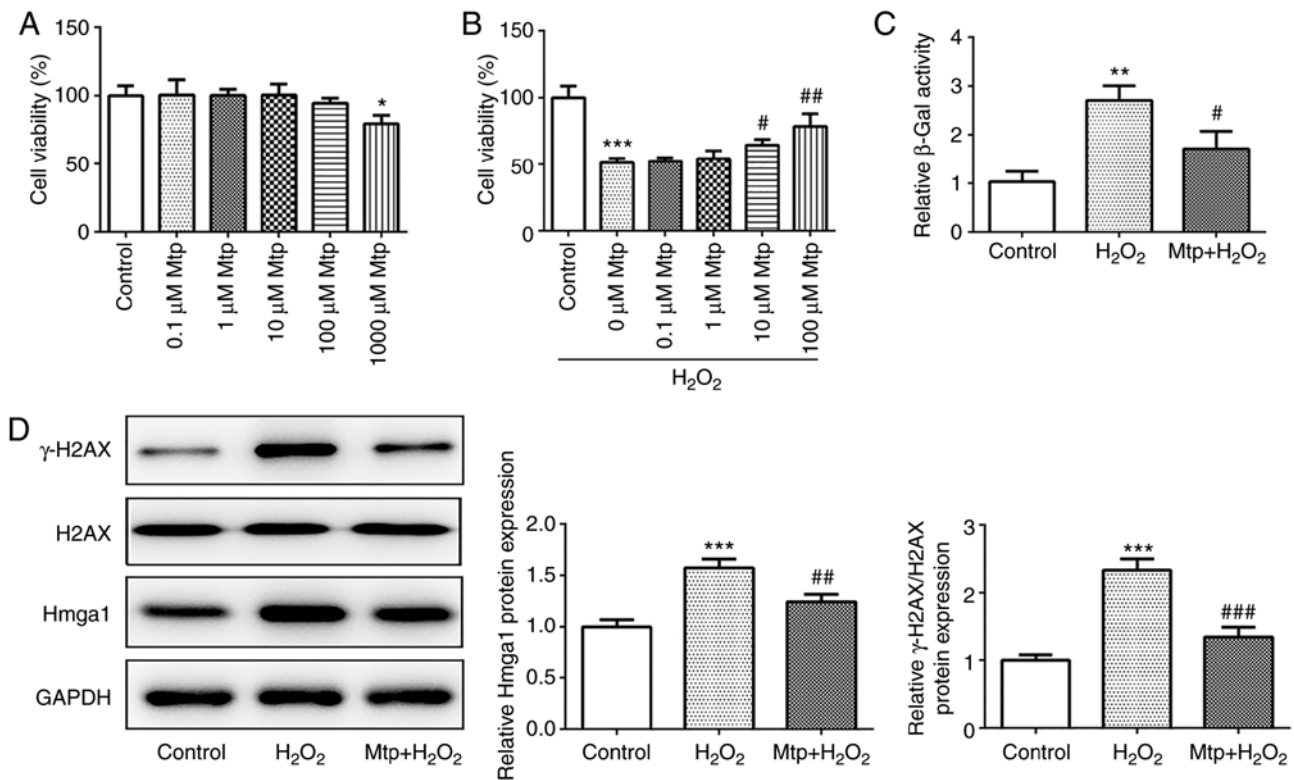 A
Cell viability (%)
150
100
50
0
*
Control
0.1 µM Mtp
1 µM Mtp
10 µM Mtp
100 µM Mtp
1000 µM Mtp
B
Cell viability (%)
150
100
50
0
***
#
##
Control
0 µM Mtp
0.1 µM Mtp
1 µM Mtp
10 µM Mtp
100 µM Mtp
H₂O₂
C
Relative β-Gal activity
4
3
2
1
0
**
#
Control H₂O₂ Mtp+H₂O₂
D
γ-H2AX
H2AX
Hmga1
GAPDH
Control H₂O₂ Mtp+H₂O₂
Relative Hmga1 protein expression
2.0
1.5
1.0
0.5
0.0
***
##
Control H₂O₂ Mtp+H₂O₂
Relative γ-H2AX/H2AX
protein expression
3
2
1
0
***
###
Control H₂O₂ Mtp+H₂O₂